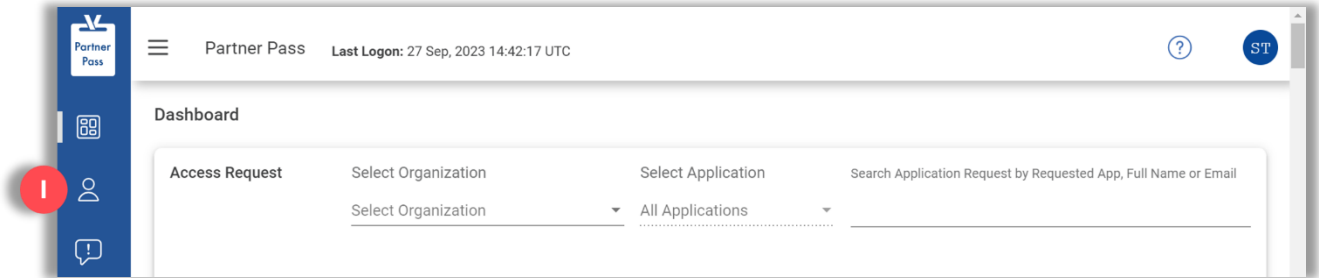 Partner
Pass
Partner Pass
Last Logon: 27 Sep, 2023 14:42:17 UTC
?
ST
Dashboard
Access Request
Select Organization
Select Application
Search Application Request by Requested App, Full Name or Email
Select Organization
All Applications
I